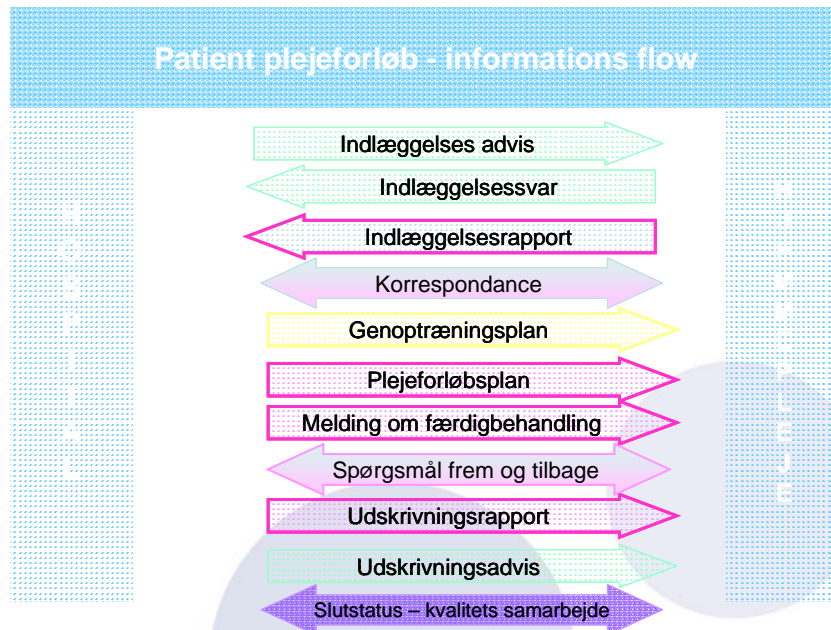 Patient plejeforløb - informations flow
Indlæggelses advis
Indlæggelsessvar
Indlæggelsesrapport
Korrespondance
Genoptræningsplan
Plejeforløbsplan
Melding om færdigbehandling
Spørgsmål frem og tilbage
Udskrivningsrapport
Udskrivningsadvis
Slutstatus – kvalitets samarbejde